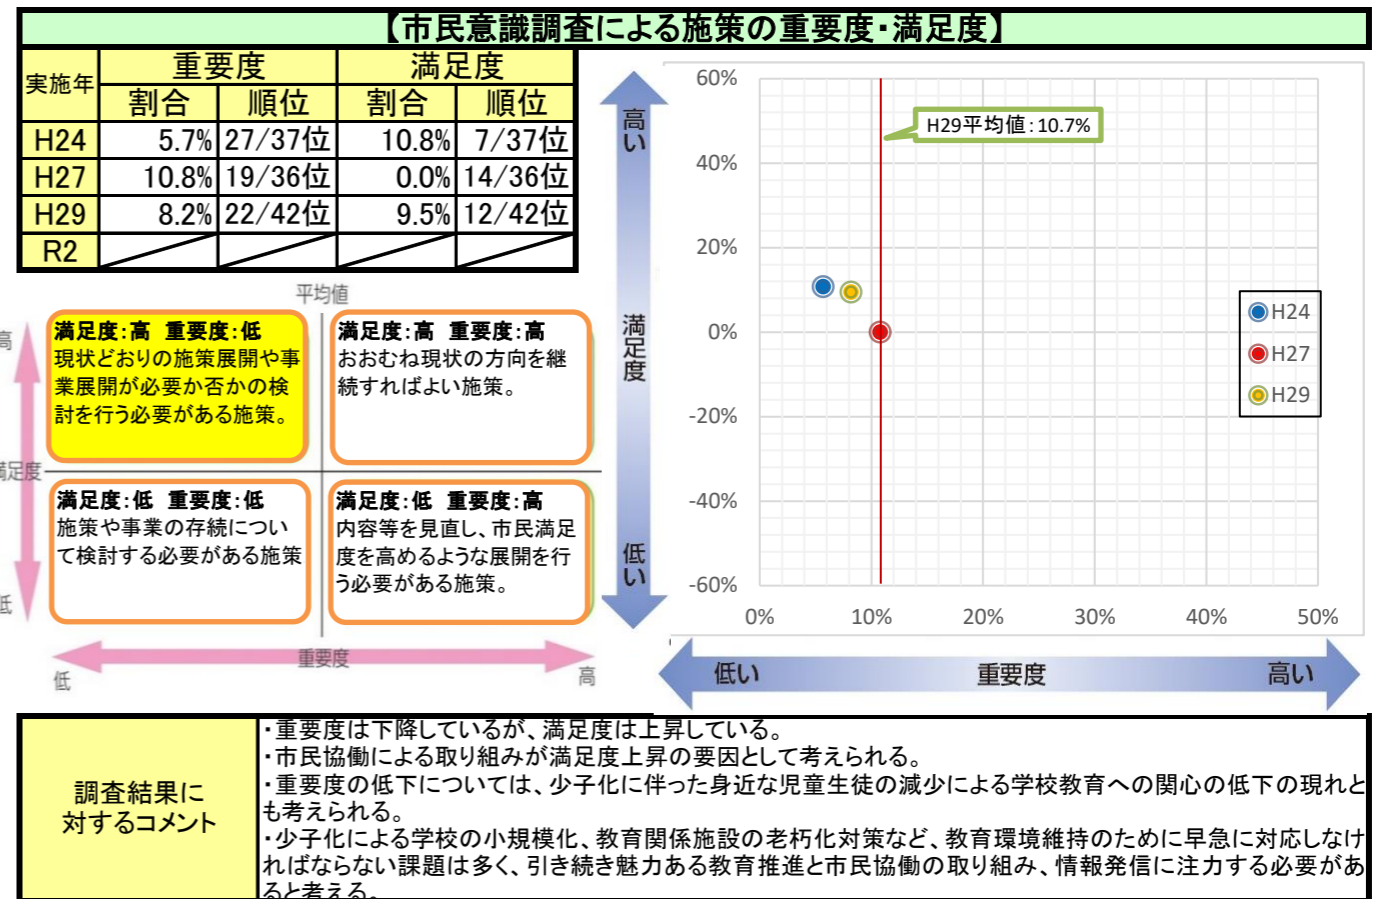 【市民意識調査による施策の重要度・満足度】
実施年 重要度 満足度
割合 順位 割合 順位
H24 5.7% 27/37位 10.8% 7/37位
H27 10.8% 19/36位 0.0% 14/36位
H29 8.2% 22/42位 9.5% 12/42位
R2
平均値
高
満足度:高 重要度:低
現状どおりの施策展開や事
業展開が必要か否かの検
討を行う必要がある施策。
満足度:高 重要度:高
おおむね現状の方向を継
続すればよい施策。
満足度
満足度:低 重要度:低
施策や事業の存続につい
て検討する必要がある施策
満足度:低 重要度:高
内容等を見直し、市民満足
度を高めるような展開を行
う必要がある施策。
低
重要度
低
高
高い
満足度
低い
60%
40%
20%
0%
-20%
-40%
-60%
H29平均値:10.7%
H24
H27
H29
0% 10% 20% 30% 40% 50%
低い 重要度 高い
調査結果に
対するコメント
・重要度は下降しているが、満足度は上昇している。
・市民協働による取り組みが満足度上昇の要因として考えられる。
・重要度の低下については、少子化に伴った身近な児童生徒の減少による学校教育への関心の低下の現れと
も考えられる。
・少子化による学校の小規模化、教育関係施設の老朽化対策など、教育環境維持のために早急に対応しなけ
ればならない課題は多く、引き続き魅力ある教育推進と市民協働の取り組み、情報発信に注力する必要があ
ると考える。